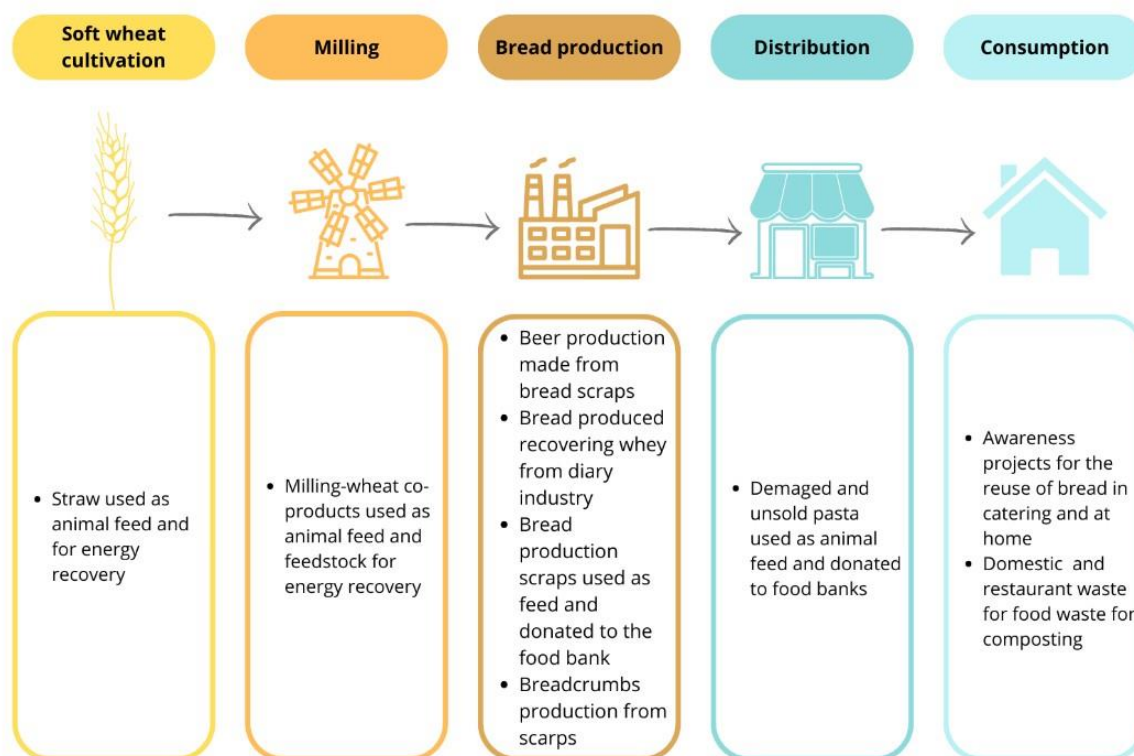 Soft wheat
cultivation
Milling
Bread production
Distribution
Consumption
• Straw used as
animal feed and
for energy
recovery
• Milling-wheat co-
products used as
animal feed and
feedstock for
energy recovery
• Beer production
made from
bread scraps
• Bread produced
recovering whey
from diary
industry
• Bread
production
scraps used as
feed and
donated to the
food bank
• Breadcrumbs
production from
scarps
• Demaged and
unsold pasta
used as animal
feed and donated
to food banks
• Awareness
projects for the
reuse of bread in
catering and at
home
• Domestic and
restaurant waste
for food waste for
composting